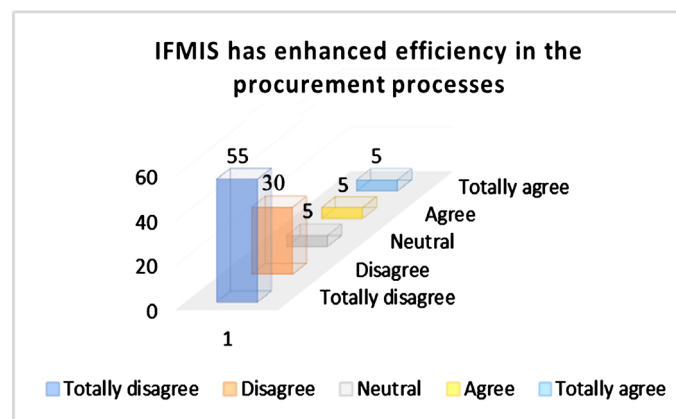 IFMIS has enhanced efficiency in the
procurement processes
55
30
5
5
5
60
40
20
0
Totally agree
Agree
Neutral
Disagree
Totally disagree
1
Totally disagree Disagree Neutral Agree Totally agree